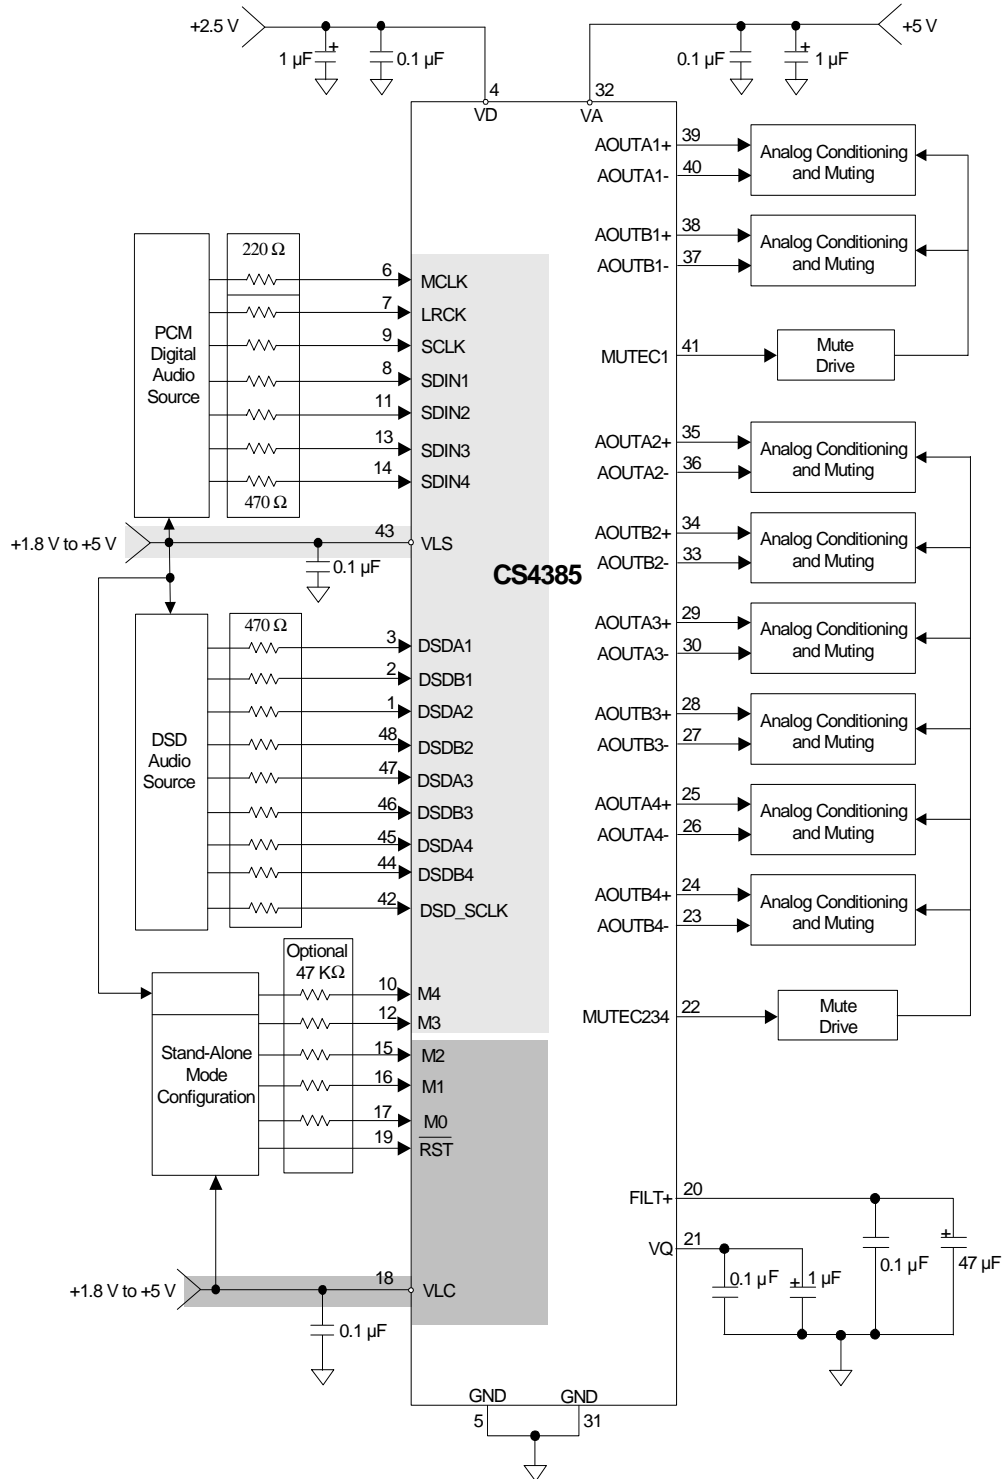 +2.5 V
+5 V
1 µF
+
0.1 µF
0.1 µF
+
1 µF
4
32
VD
VA
220 Ω
PCM
Digital
Audio
Source
6
MCLK
7
LRCK
9
SCLK
8
SDIN1
11
SDIN2
13
SDIN3
14
SDIN4
470 Ω
+1.8 V to +5 V
43
VLS
0.1 µF
CS4385
470 Ω
DSD
Audio
Source
3
DSDA1
2
DSDB1
1
DSDA2
48
DSDB2
47
DSDA3
46
DSDB3
45
DSDA4
44
DSDB4
42
DSD_SCLK
Optional
47 KΩ
Stand-Alone
Mode
Configuration
10
M4
12
M3
15
M2
16
M1
17
M0
19
RST
+1.8 V to +5 V
18
VLC
0.1 µF
AOUTA1+
39
AOUTA1-
40
Analog Conditioning
and Muting
AOUTB1+
38
AOUTB1-
37
Analog Conditioning
and Muting
MUTEC1
41
Mute
Drive
AOUTA2+
35
AOUTA2-
36
Analog Conditioning
and Muting
AOUTB2+
34
AOUTB2-
33
Analog Conditioning
and Muting
AOUTA3+
29
AOUTA3-
30
Analog Conditioning
and Muting
AOUTB3+
28
AOUTB3-
27
Analog Conditioning
and Muting
AOUTA4+
25
AOUTA4-
26
Analog Conditioning
and Muting
AOUTB4+
24
AOUTB4-
23
Analog Conditioning
and Muting
MUTEC234
22
Mute
Drive
FILT+
20
VQ
21
0.1 µF
+
1 µF
0.1 µF
+
47 µF
GND
GND
5
31